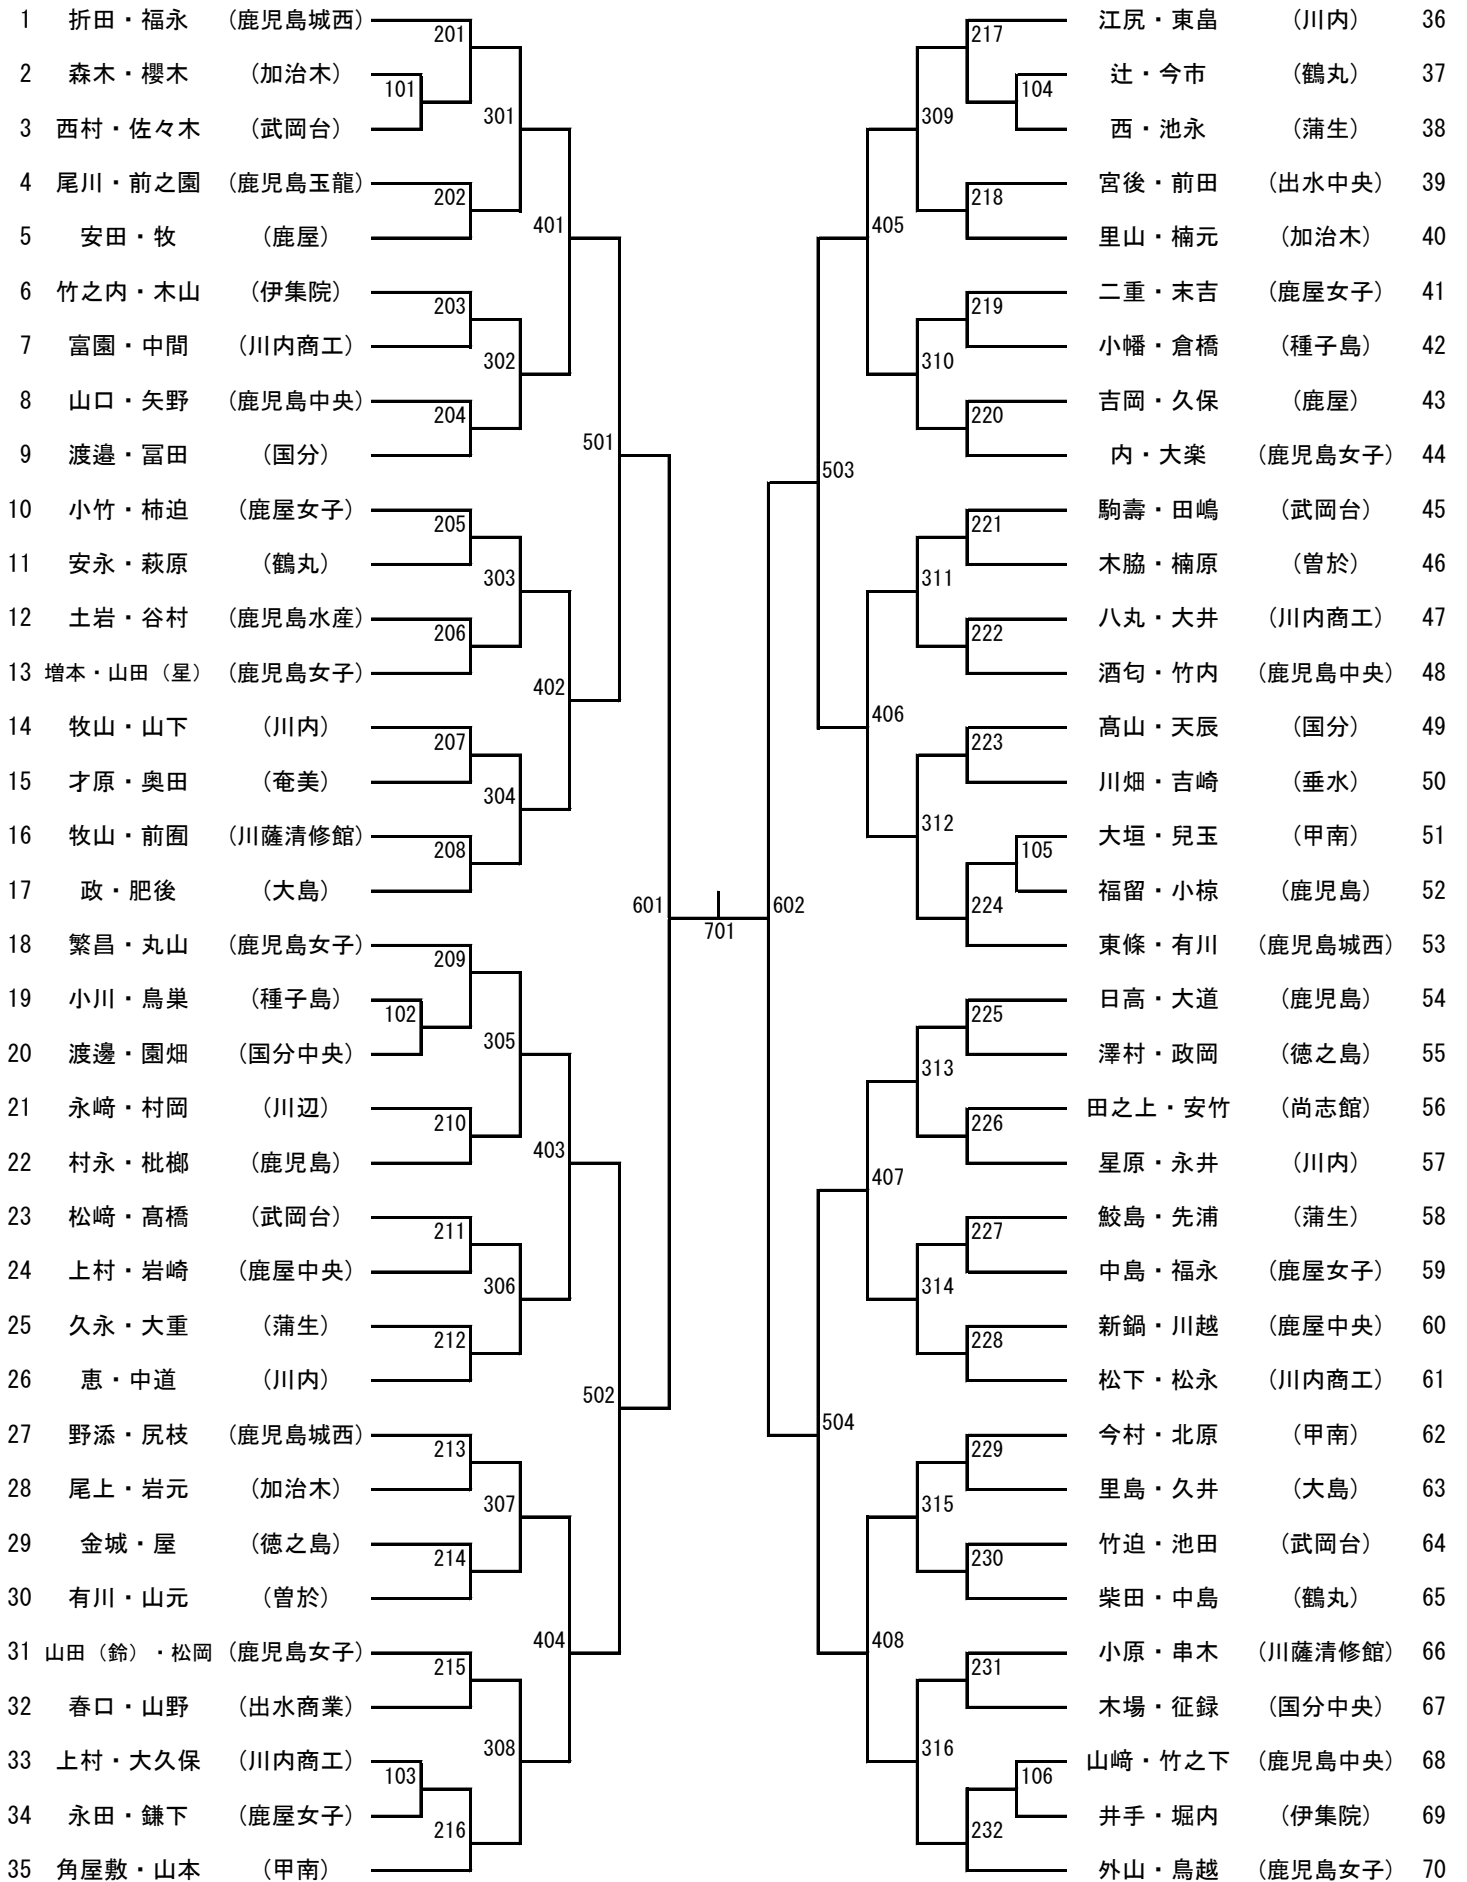 1 折田・福永 （鹿児島城西）
2 森木・櫻木 （加治木）
3 西村・佐々木 （武岡台）
4 尾川・前之園 （鹿児島玉龍）
5 安田・牧 （鹿屋）
6 竹之内・木山 （伊集院）
7 富園・中間 （川内商工）
8 山口・矢野 （鹿児島中央）
9 渡邉・冨田 （国分）
10 小竹・柿迫 （鹿屋女子）
11 安永・萩原 （鶴丸）
12 土岩・谷村 （鹿児島水産）
13 増本・山田（星） （鹿児島女子）
14 牧山・山下 （川内）
15 才原・奥田 （奄美）
16 牧山・前囿 （川薩清修館）
17 政・肥後 （大島）
18 繁昌・丸山 （鹿児島女子）
19 小川・鳥巣 （種子島）
20 渡邊・園畑 （国分中央）
21 永﨑・村岡 （川辺）
22 村永・枇榔 （鹿児島）
23 松﨑・髙橋 （武岡台）
24 上村・岩崎 （鹿屋中央）
25 久永・大重 （蒲生）
26 恵・中道 （川内）
27 野添・尻枝 （鹿児島城西）
28 尾上・岩元 （加治木）
29 金城・屋 （徳之島）
30 有川・山元 （曽於）
31 山田（鈴）・松岡 （鹿児島女子）
32 春口・山野 （出水商業）
33 上村・大久保 （川内商工）
34 永田・鎌下 （鹿屋女子）
35 角屋敷・山本 （甲南）
201
101
301
202
401
203
302
204
501
205
303
206
402
207
304
208
601
209
102
305
210
403
211
306
212
502
213
307
214
404
215
308
103
216
701
602
217
104
309
218
405
219
310
220
503
221
311
222
406
223
312
105
224
225
313
226
407
227
314
228
504
229
315
230
408
231
316
106
232
江尻・東畠 （川内） 36
辻・今市 （鶴丸） 37
西・池永 （蒲生） 38
宮後・前田 （出水中央） 39
里山・楠元 （加治木） 40
二重・末吉 （鹿屋女子） 41
小幡・倉橋 （種子島） 42
吉岡・久保 （鹿屋） 43
内・大楽 （鹿児島女子） 44
駒壽・田嶋 （武岡台） 45
木脇・楠原 （曽於） 46
八丸・大井 （川内商工） 47
酒匂・竹内 （鹿児島中央） 48
髙山・天辰 （国分） 49
川畑・吉崎 （垂水） 50
大垣・兒玉 （甲南） 51
福留・小椋 （鹿児島） 52
東條・有川 （鹿児島城西） 53
日高・大道 （鹿児島） 54
澤村・政岡 （徳之島） 55
田之上・安竹 （尚志館） 56
星原・永井 （川内） 57
鮫島・先浦 （蒲生） 58
中島・福永 （鹿屋女子） 59
新鍋・川越 （鹿屋中央） 60
松下・松永 （川内商工） 61
今村・北原 （甲南） 62
里島・久井 （大島） 63
竹迫・池田 （武岡台） 64
柴田・中島 （鶴丸） 65
小原・串木 （川薩清修館） 66
木場・征録 （国分中央） 67
山﨑・竹之下 （鹿児島中央） 68
井手・堀内 （伊集院） 69
外山・鳥越 （鹿児島女子） 70